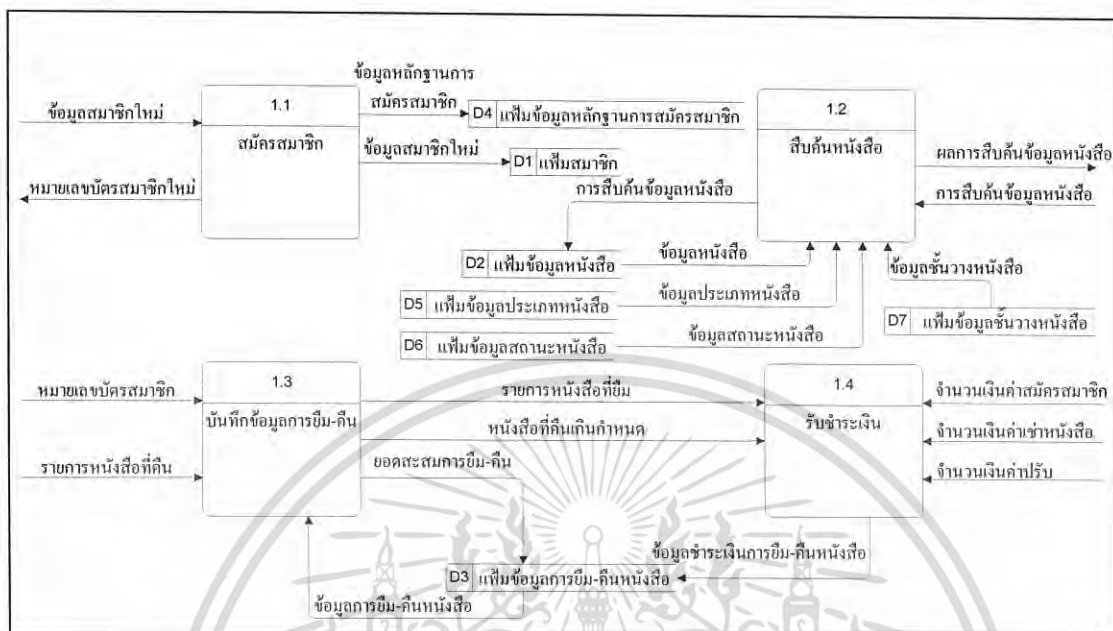 ข้อมูลสมาชิกใหม่
หมายเลขบัตรสมาชิกใหม่
1.1
สมัครสมาชิก
ข้อมูลหลักฐานการ
สมัครสมาชิก
D4 แฟ้มข้อมูลหลักฐานการสมัครสมาชิก
ข้อมูลสมาชิกใหม่
D1 แฟ้มสมาชิก
การสืบค้นข้อมูลหนังสือ
1.2
สืบค้นหนังสือ
ผลการสืบค้นข้อมูลหนังสือ
การสืบค้นข้อมูลหนังสือ
D2 แฟ้มข้อมูลหนังสือ
ข้อมูลหนังสือ
D5 แฟ้มข้อมูลประเภทหนังสือ
ข้อมูลประเภทหนังสือ
D6 แฟ้มข้อมูลสถานะหนังสือ
ข้อมูลสถานะหนังสือ
ข้อมูลชั้นวางหนังสือ
D7 แฟ้มข้อมูลชั้นวางหนังสือ
หมายเลขบัตรสมาชิก
รายการหนังสือที่คืน
1.3
บันทึกข้อมูลการยืม-คืน
รายการหนังสือที่ยืม
หนังสือที่คืนเกินกำหนด
ยอดสะสมการยืม-คืน
1.4
รับชำระเงิน
จำนวนเงินค่าสมัครสมาชิก
จำนวนเงินค่าเช่าหนังสือ
จำนวนเงินค่าปรับ
ข้อมูลชำระเงินการยืม-คืนหนังสือ
D3 แฟ้มข้อมูลการยืม-คืนหนังสือ
ข้อมูลการยืม-คืนหนังสือ